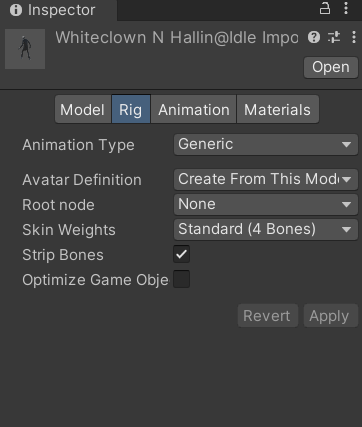 Inspector
Whiteclown N Hallin@Idle Impo
Open
Model Rig Animation Materials
Animation Type Generic
Avatar Definition Create From This Mod
Root node None
Skin Weights Standard (4 Bones)
Strip Bones
Optimize Game Obje
Revert Apply